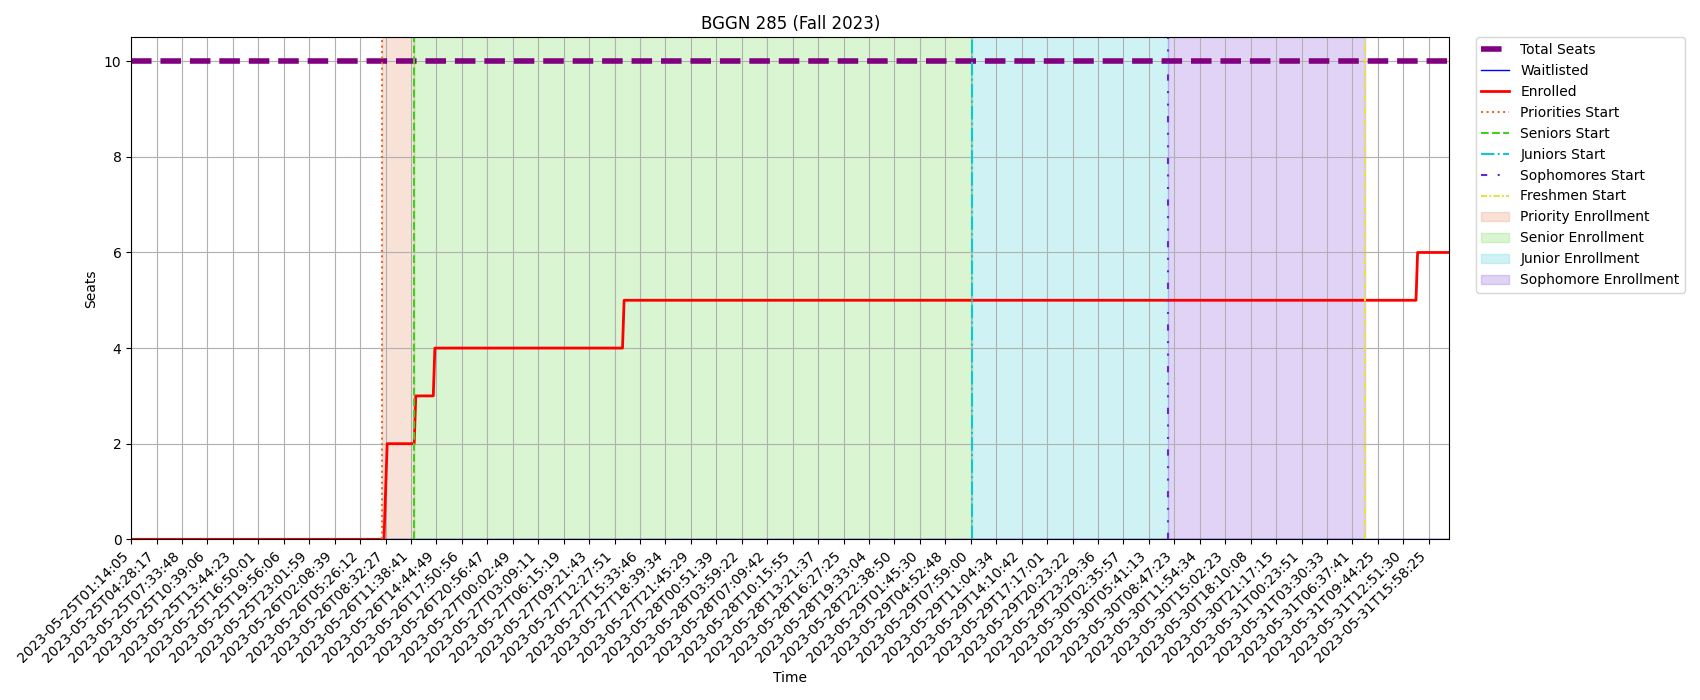 BGGN 285 (Fall 2023)
10
8
6
4
2
0
Seats
2023-05-25T01:14:05
2023-05-25T04:28:17
2023-05-25T07:33:48
2023-05-25T10:39:06
2023-05-25T13:44:23
2023-05-25T16:50:01
2023-05-25T19:56:06
2023-05-25T23:01:59
2023-05-26T02:08:39
2023-05-26T05:26:12
2023-05-26T08:32:27
2023-05-26T11:38:41
2023-05-26T14:44:49
2023-05-26T17:50:56
2023-05-26T20:56:47
2023-05-27T00:02:49
2023-05-27T03:09:11
2023-05-27T06:15:19
2023-05-27T09:21:43
2023-05-27T12:27:51
2023-05-27T15:33:46
2023-05-27T18:39:34
2023-05-27T21:45:29
2023-05-28T00:51:39
2023-05-28T03:59:22
2023-05-28T07:09:42
2023-05-28T10:15:55
2023-05-28T13:21:37
2023-05-28T16:27:25
2023-05-28T19:33:04
2023-05-28T22:38:50
2023-05-29T01:45:30
2023-05-29T04:52:48
2023-05-29T07:59:00
2023-05-29T11:04:34
2023-05-29T14:10:42
2023-05-29T17:17:01
2023-05-29T20:23:22
2023-05-29T23:29:36
2023-05-30T02:35:57
2023-05-30T05:41:13
2023-05-30T08:47:23
2023-05-30T11:54:34
2023-05-30T15:02:23
2023-05-30T18:10:08
2023-05-30T21:17:15
2023-05-31T00:23:51
2023-05-31T03:30:33
2023-05-31T06:37:41
2023-05-31T09:44:25
2023-05-31T12:51:30
2023-05-31T15:58:25
Time
Total Seats
Waitlisted
Enrolled
Priorities Start
Seniors Start
Juniors Start
Sophomores Start
Freshmen Start
Priority Enrollment
Senior Enrollment
Junior Enrollment
Sophomore Enrollment